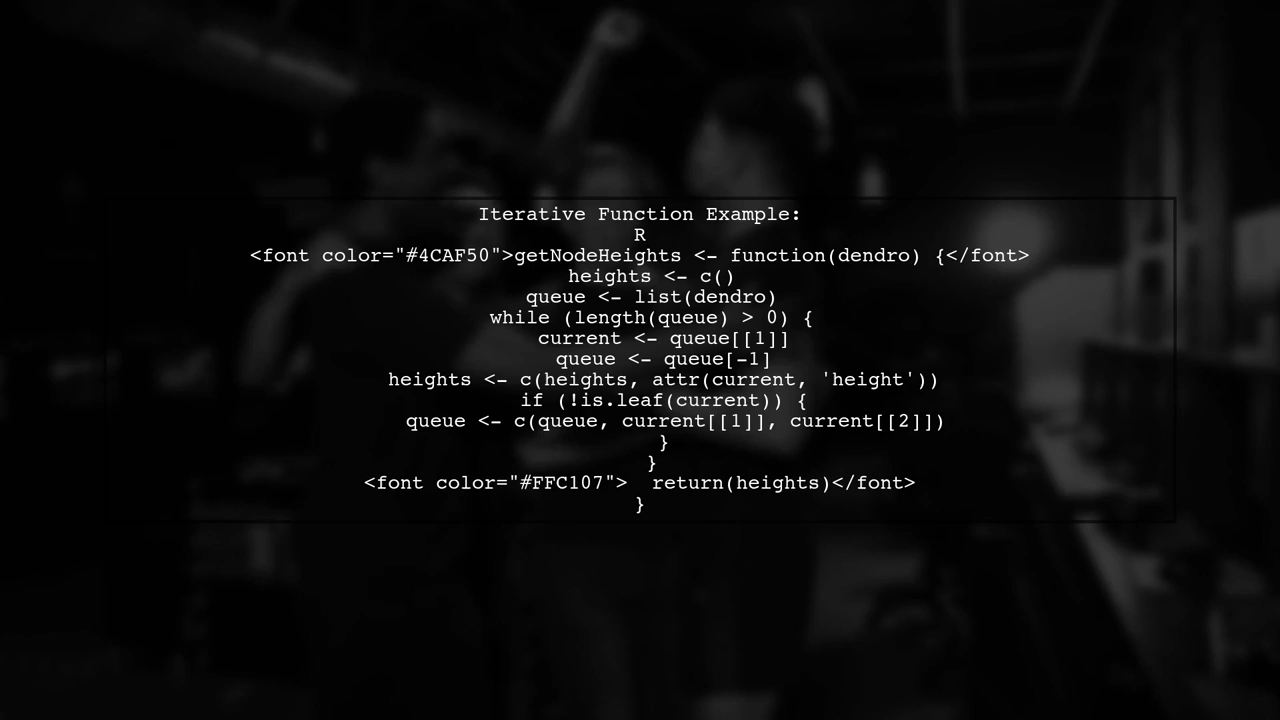 Iterative Function Example:
R
<font color="#4CAF50">getNodeHeights <- function(dendro) {</font>
heights <- c()
queue <- list(dendro)
while (length(queue) > 0) {
current <- queue[[1]]
queue <- queue[-1]
heights <- c(heights, attr(current, 'height'))
if (!is.leaf(current)) {
queue <- c(queue, current[[1]], current[[2]])
}
}
<font color="#FFC107">  return(heights)</font>
}